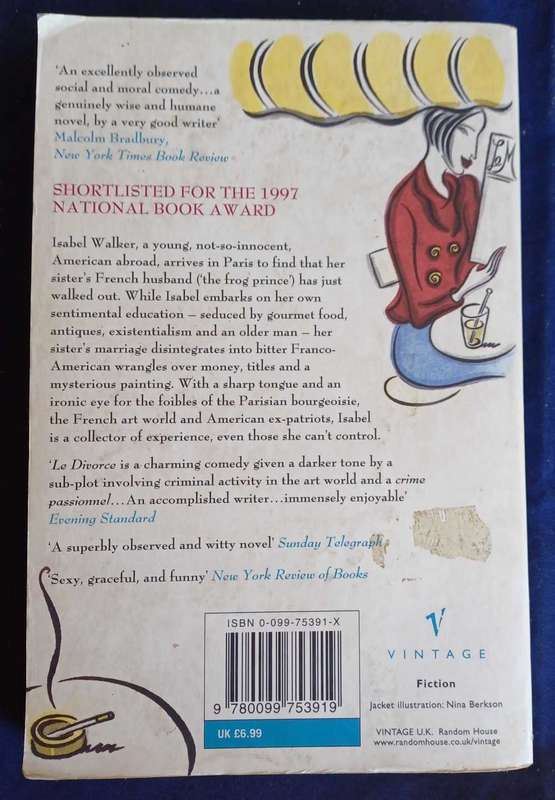 'An excellently observed
social and moral comedy...a
genuinely wise and humane
novel, by a very good writer'
Malcolm Bradbury,
New York Times Book Review
SHORTLISTED FOR THE 1997
NATIONAL BOOK AWARD
Isabel Walker, a young, not-so-innocent,
American abroad, arrives in Paris to find that her
sister's French husband ('the frog prince') has just
walked out. While Isabel embarks on her own
sentimental education – seduced by gourmet food,
antiques, existentialism and an older man – her
sister's marriage disintegrates into bitter Franco-
American wrangles over money, titles and a
mysterious painting. With a sharp tongue and an
ironic eye for the foibles of the Parisian bourgeoisie,
the French art world and American ex-patriots, Isabel
is a collector of experience, even those she can't control.
'Le Divorce is a charming comedy given a darker tone by a
sub-plot involving criminal activity in the art world and a crime
passionnel...An accomplished writer...immensely enjoyable'
Evening Standard
'A superbly observed and witty novel' Sunday Telegraph
'Sexy, graceful, and funny' New York Review of Books
ISBN 0-099-75391-X
9 780099 753919
UK £6.99
V
VINTAGE
Fiction
Jacket illustration: Nina Berkson
VINTAGE U.K. Random House
www.randomhouse.co.uk/vintage